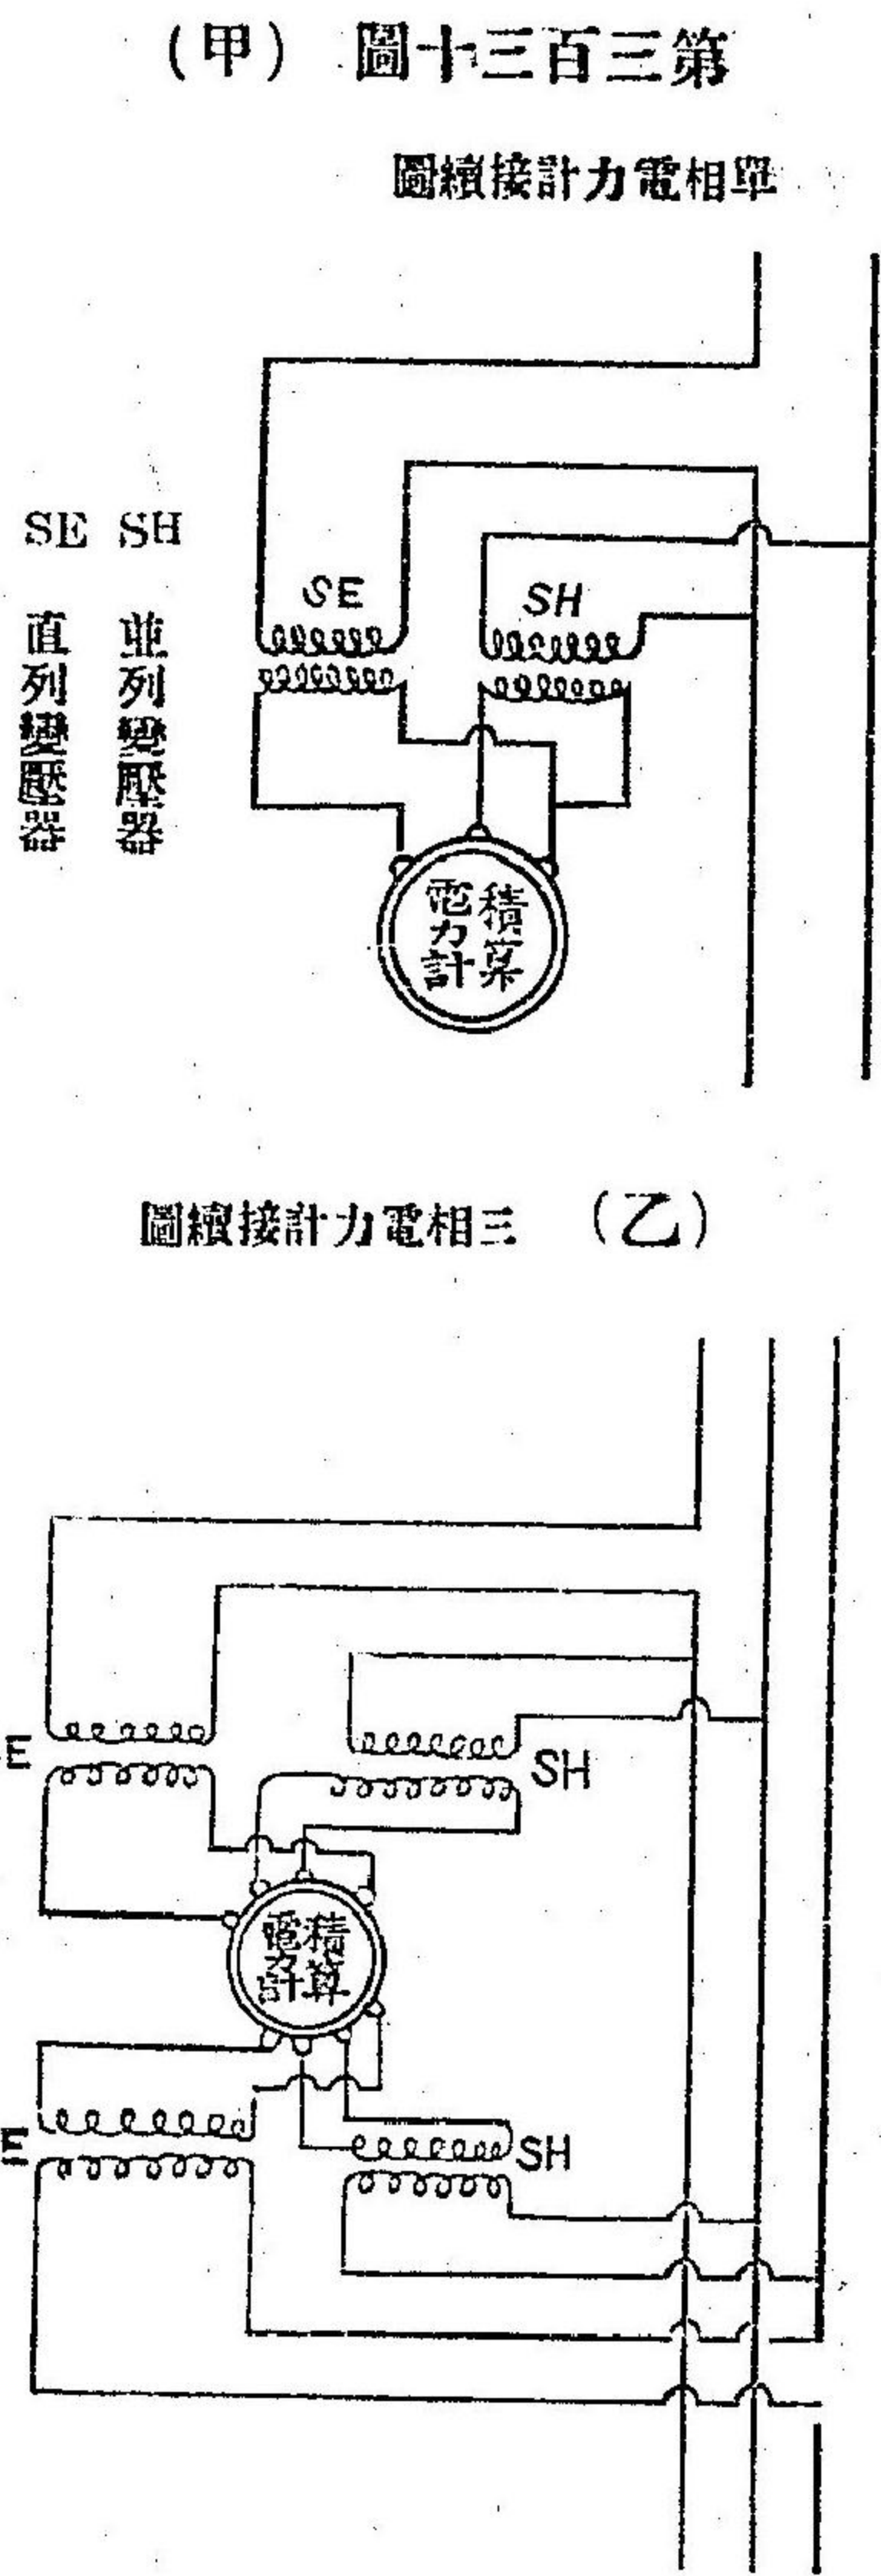 第三百三十圖 (甲)
單相電力計接續圖
SH 並列變壓器
SE 直列變壓器
SE
SH
積算
電力計
(乙) 三相電力計接續圖
E
SH
積算
電力計
E
SH